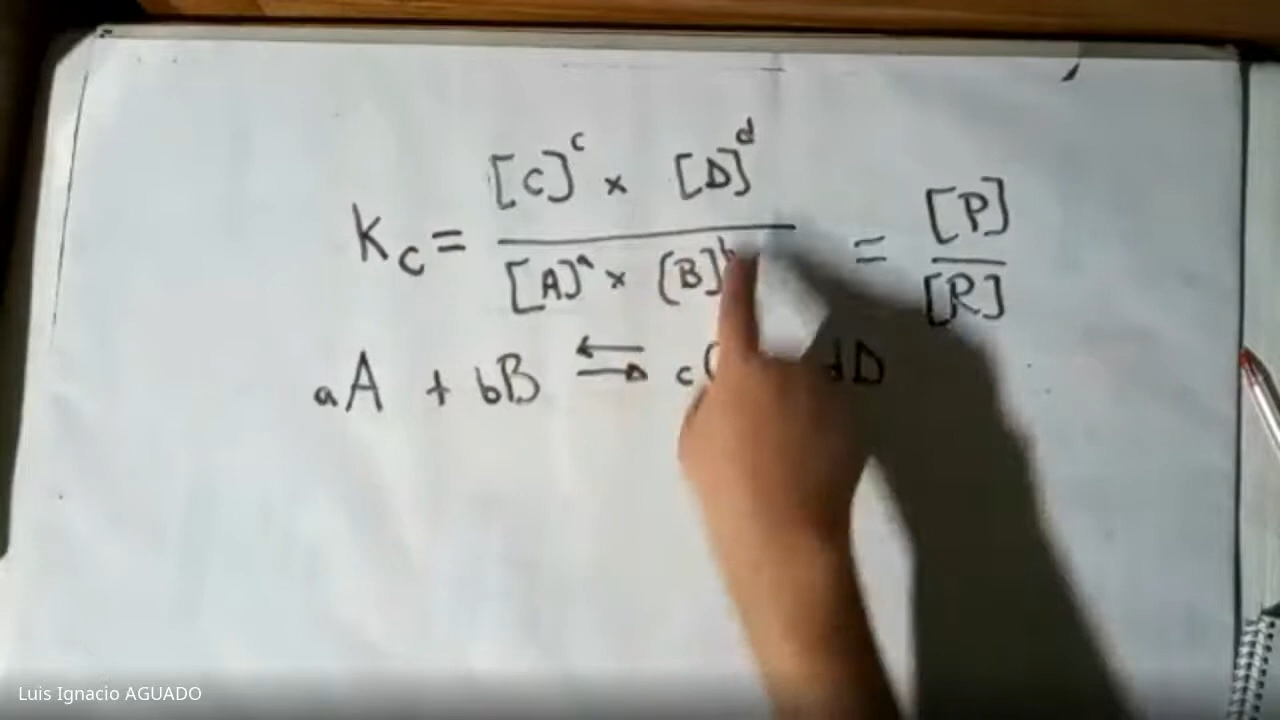 Kc = [C]^c x [D]^d / [A]^a x [B]^b = [P] / [R]
aA + bB ⇄ c dD
Luis Ignacio AGUADO